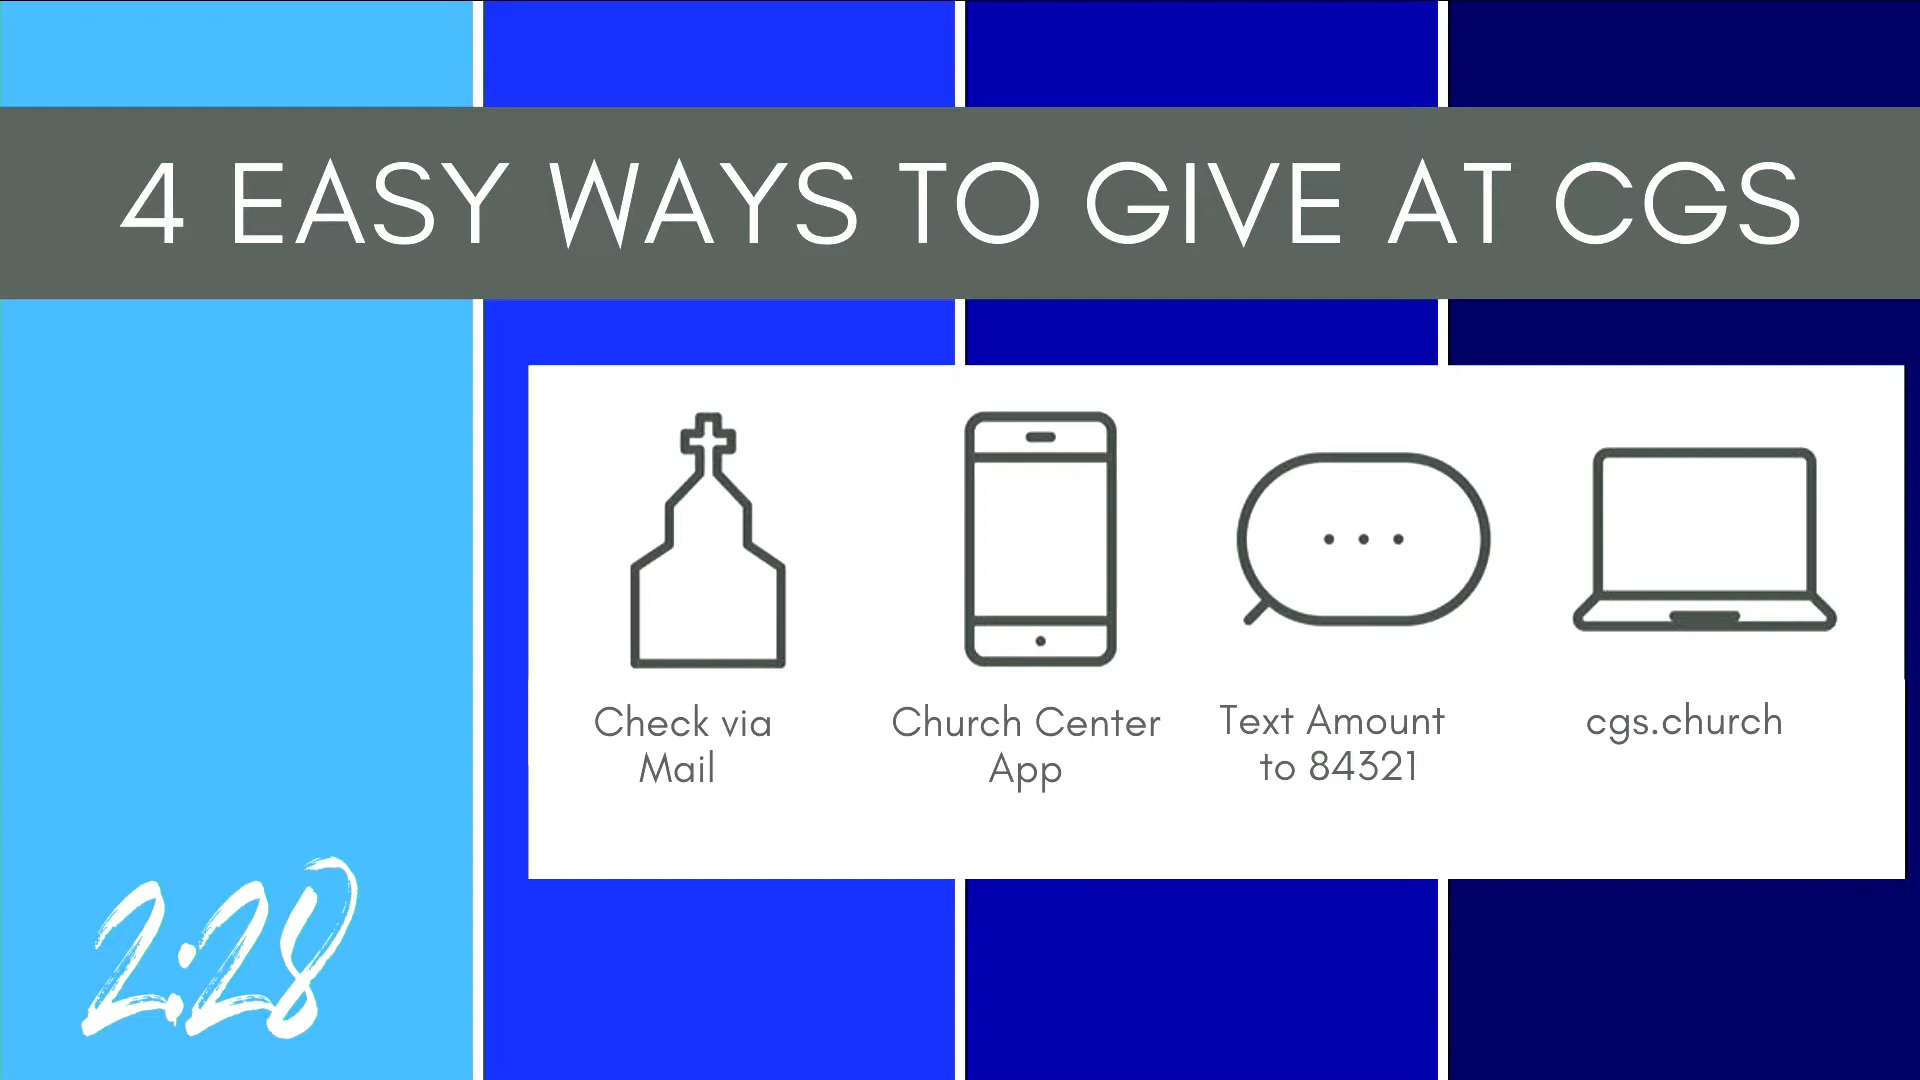 4 EASY WAYS TO GIVE AT CGS
Check via
Mail
Church Center
App
Text Amount
to 84321
cgs.church
2:28